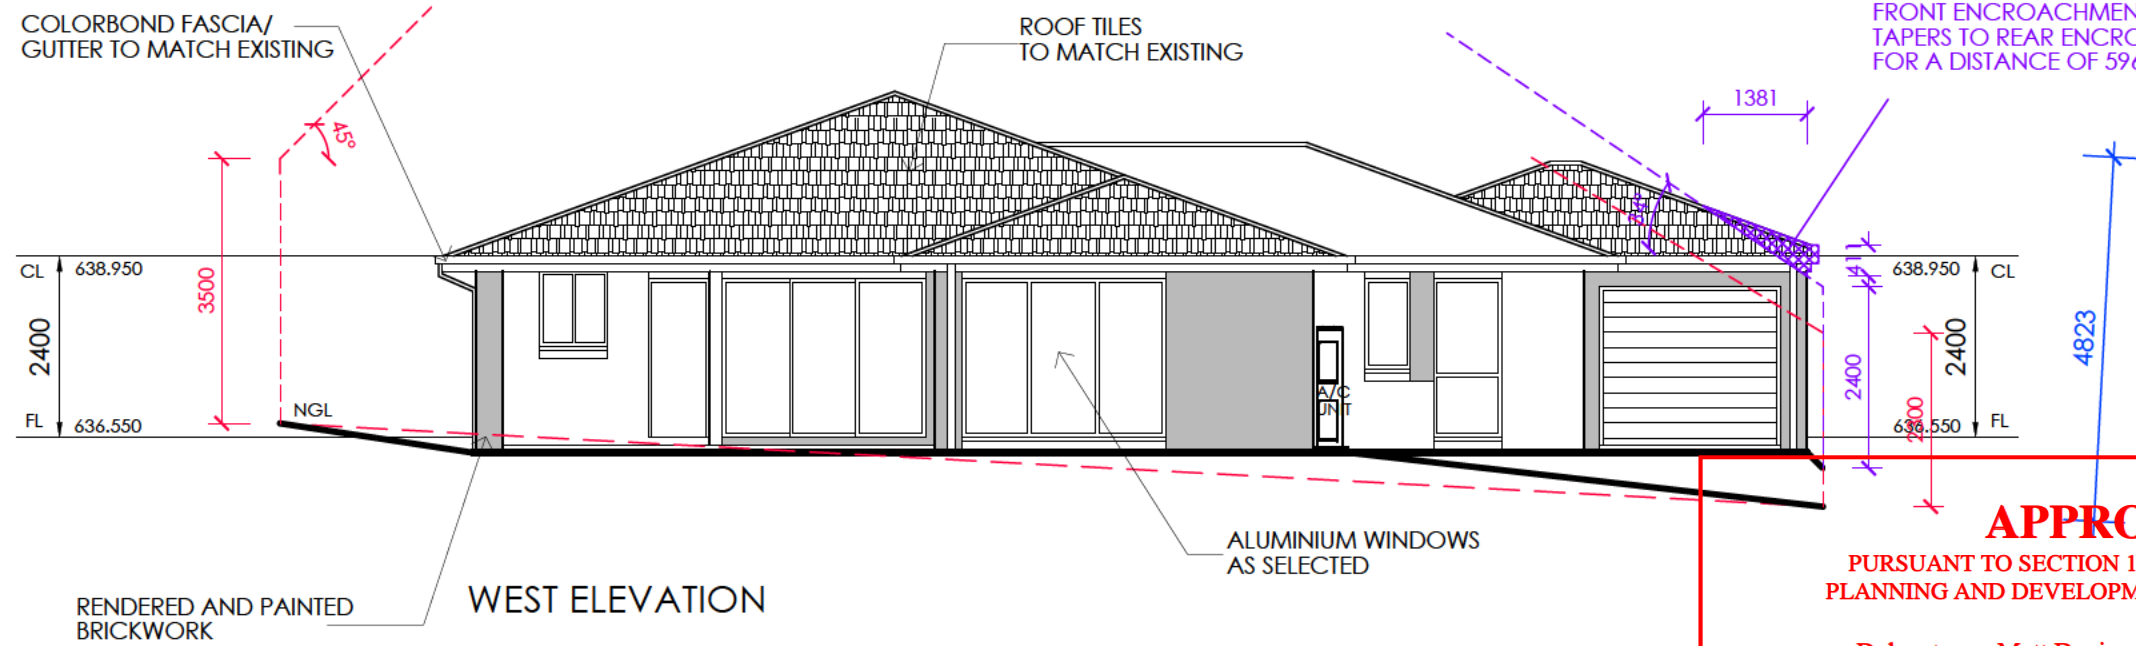 COLORBOND FASCIA/
GUTTER TO MATCH EXISTING
ROOF TILES
TO MATCH EXISTING
FRONT ENCROACHMEN
TAPERS TO REAR ENCRO
FOR A DISTANCE OF 596
1381
45°
CL
638.950
3500
2400
FL
636.550
NGL
A/C
UNIT
411
2400
638.950
CL
2400
636.550
FL
4823
ALUMINIUM WINDOWS
AS SELECTED
RENDERED AND PAINTED
BRICKWORK
WEST ELEVATION
APPRO
PURSUANT TO SECTION 1
PLANNING AND DEVELOPM